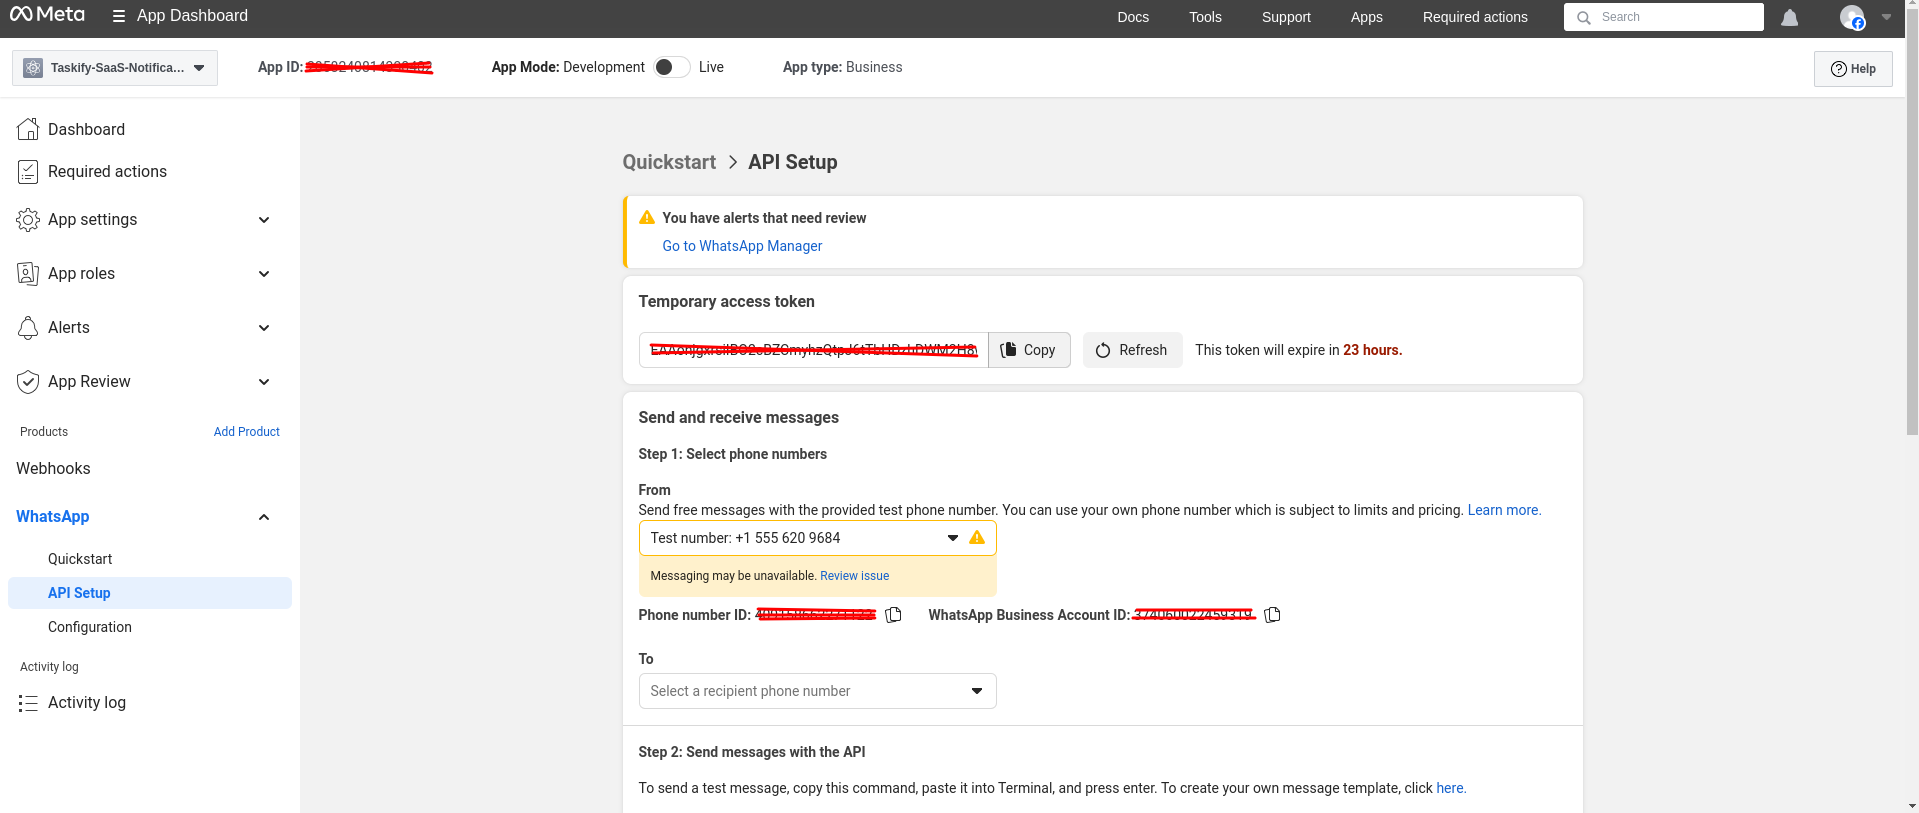 Meta
App Dashboard
Docs Tools Support Apps Required actions Search
Taskify-SaaS-Notifica... App ID: App Mode: Development Live App type: Business Help
Dashboard
Required actions
App settings
App roles
Alerts
App Review
Products Add Product
Webhooks
WhatsApp
Quickstart
API Setup
Configuration
Activity log
Activity log
Quickstart > API Setup
You have alerts that need review
Go to WhatsApp Manager
Temporary access token
Copy Refresh This token will expire in 23 hours.
Send and receive messages
Step 1: Select phone numbers
From
Send free messages with the provided test phone number. You can use your own phone number which is subject to limits and pricing. Learn more.
Test number: +1 555 620 9684
Messaging may be unavailable. Review issue
Phone number ID: WhatsApp Business Account ID:
To
Select a recipient phone number
Step 2: Send messages with the API
To send a test message, copy this command, paste it into Terminal, and press enter. To create your own message template, click here.